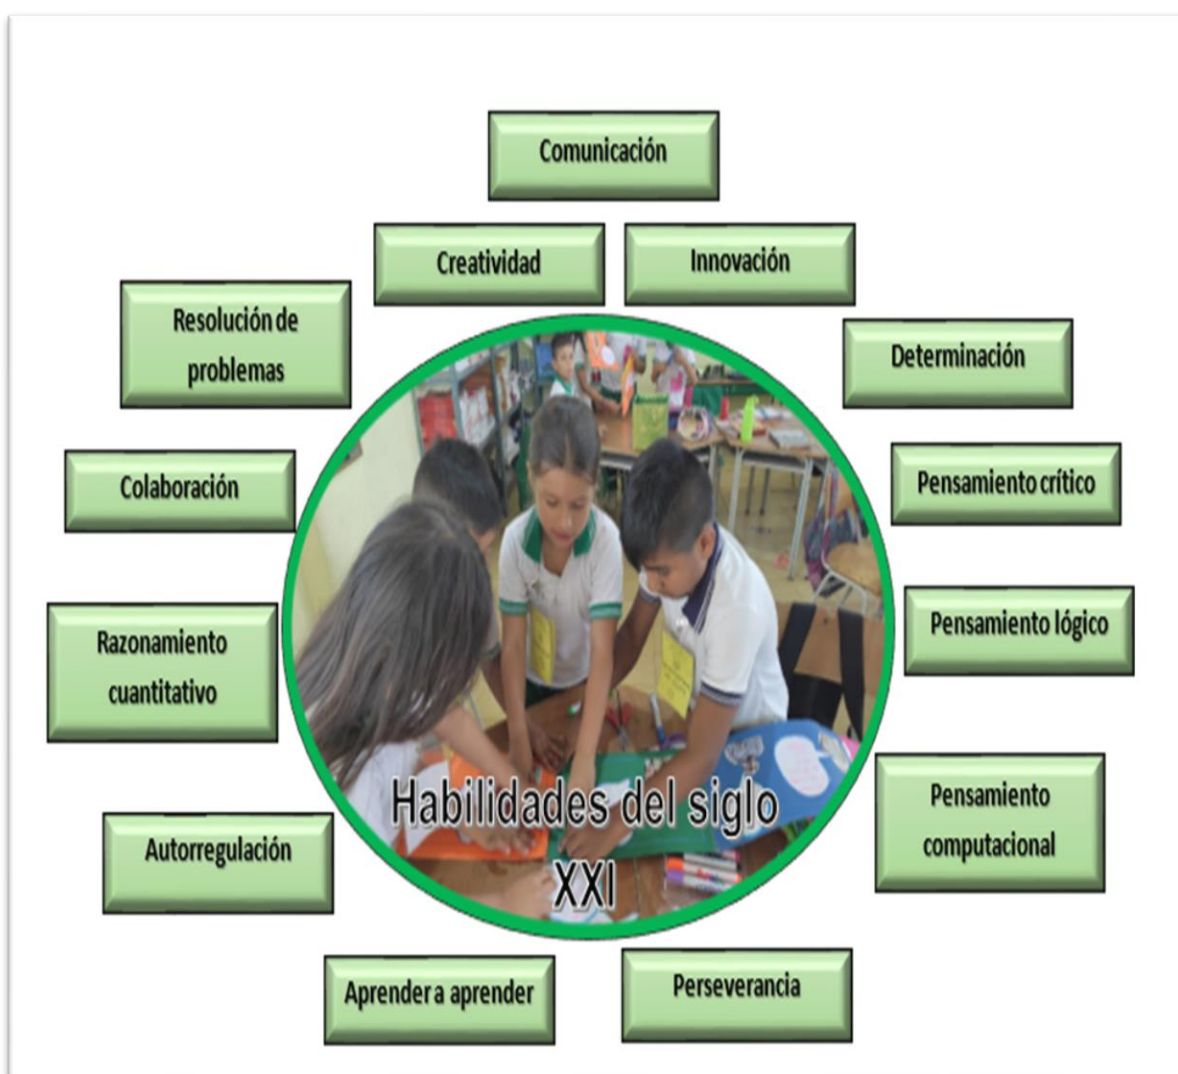 Comunicación
Creatividad
Innovación
Resolución de
problemas
Determinación
Colaboración
Pensamiento crítico
Razonamiento
cuantitativo
Pensamiento lógico
Pensamiento
computacional
Autorregulación
Aprender a aprender
Perseverancia
Habilidades del siglo
XXI